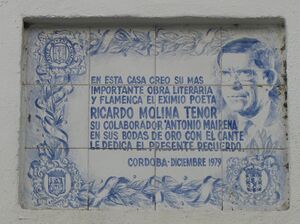 EN ESTA CASA CREO SU MAS
IMPORTANTE OBRA LITERARIA
Y FLAMENCA EL EXIMIO POETA
RICARDO MOLINA TENOR
SU COLABORADOR ANTONIO MAIRENA
EN SUS BODAS DE ORO CON EL CANTE
LE DEDICA EL PRESENTE RECUERDO.
CORDOBA-DICIEMBRE 1979